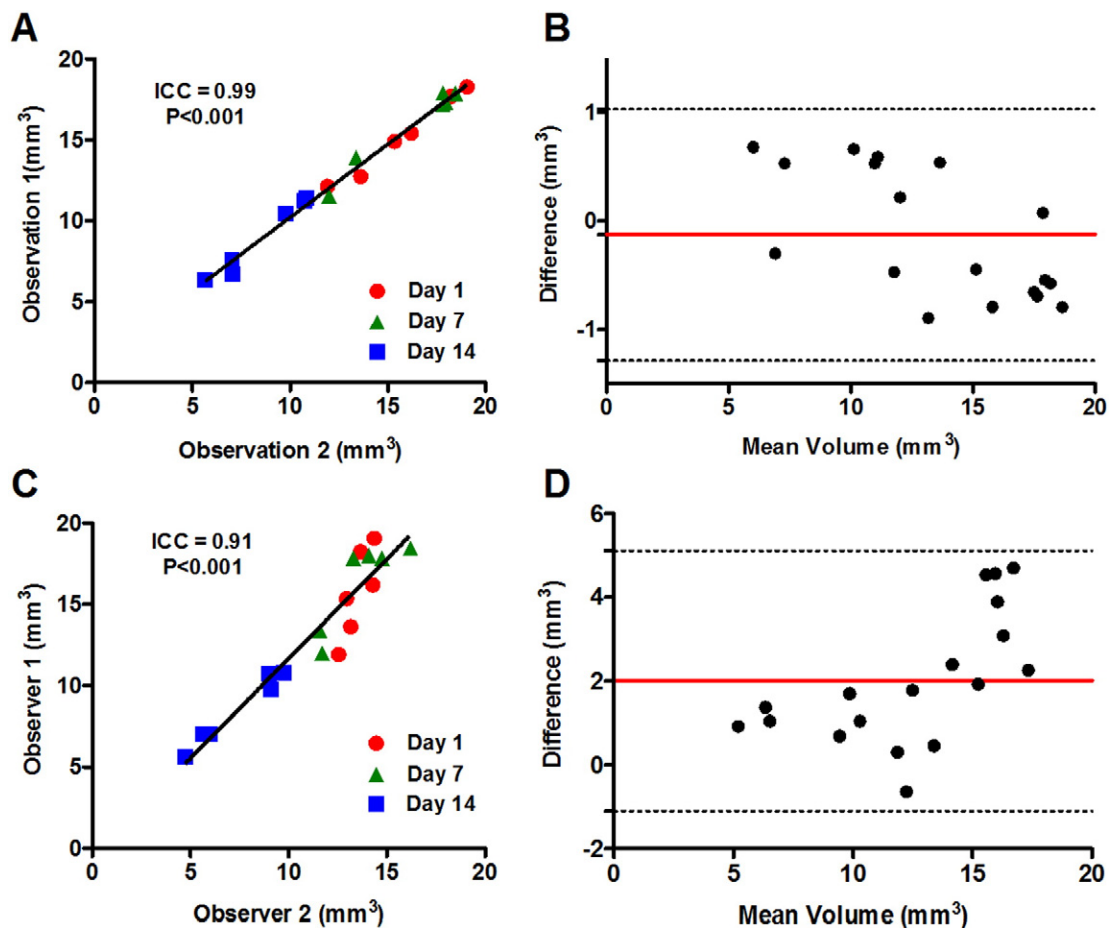 A
ICC = 0.99
P<0.001
Observation 1(mm³)
20
15
10
5
0
Day 1
Day 7
Day 14
0 5 10 15 20
Observation 2 (mm³)
B
Difference (mm³)
1
0
-1
0 5 10 15 20
Mean Volume (mm³)
C
ICC = 0.91
P<0.001
Observer 1 (mm³)
20
15
10
5
0
Day 1
Day 7
Day 14
0 5 10 15 20
Observer 2 (mm³)
D
Difference (mm³)
6
4
2
0
-2
0 5 10 15 20
Mean Volume (mm³)